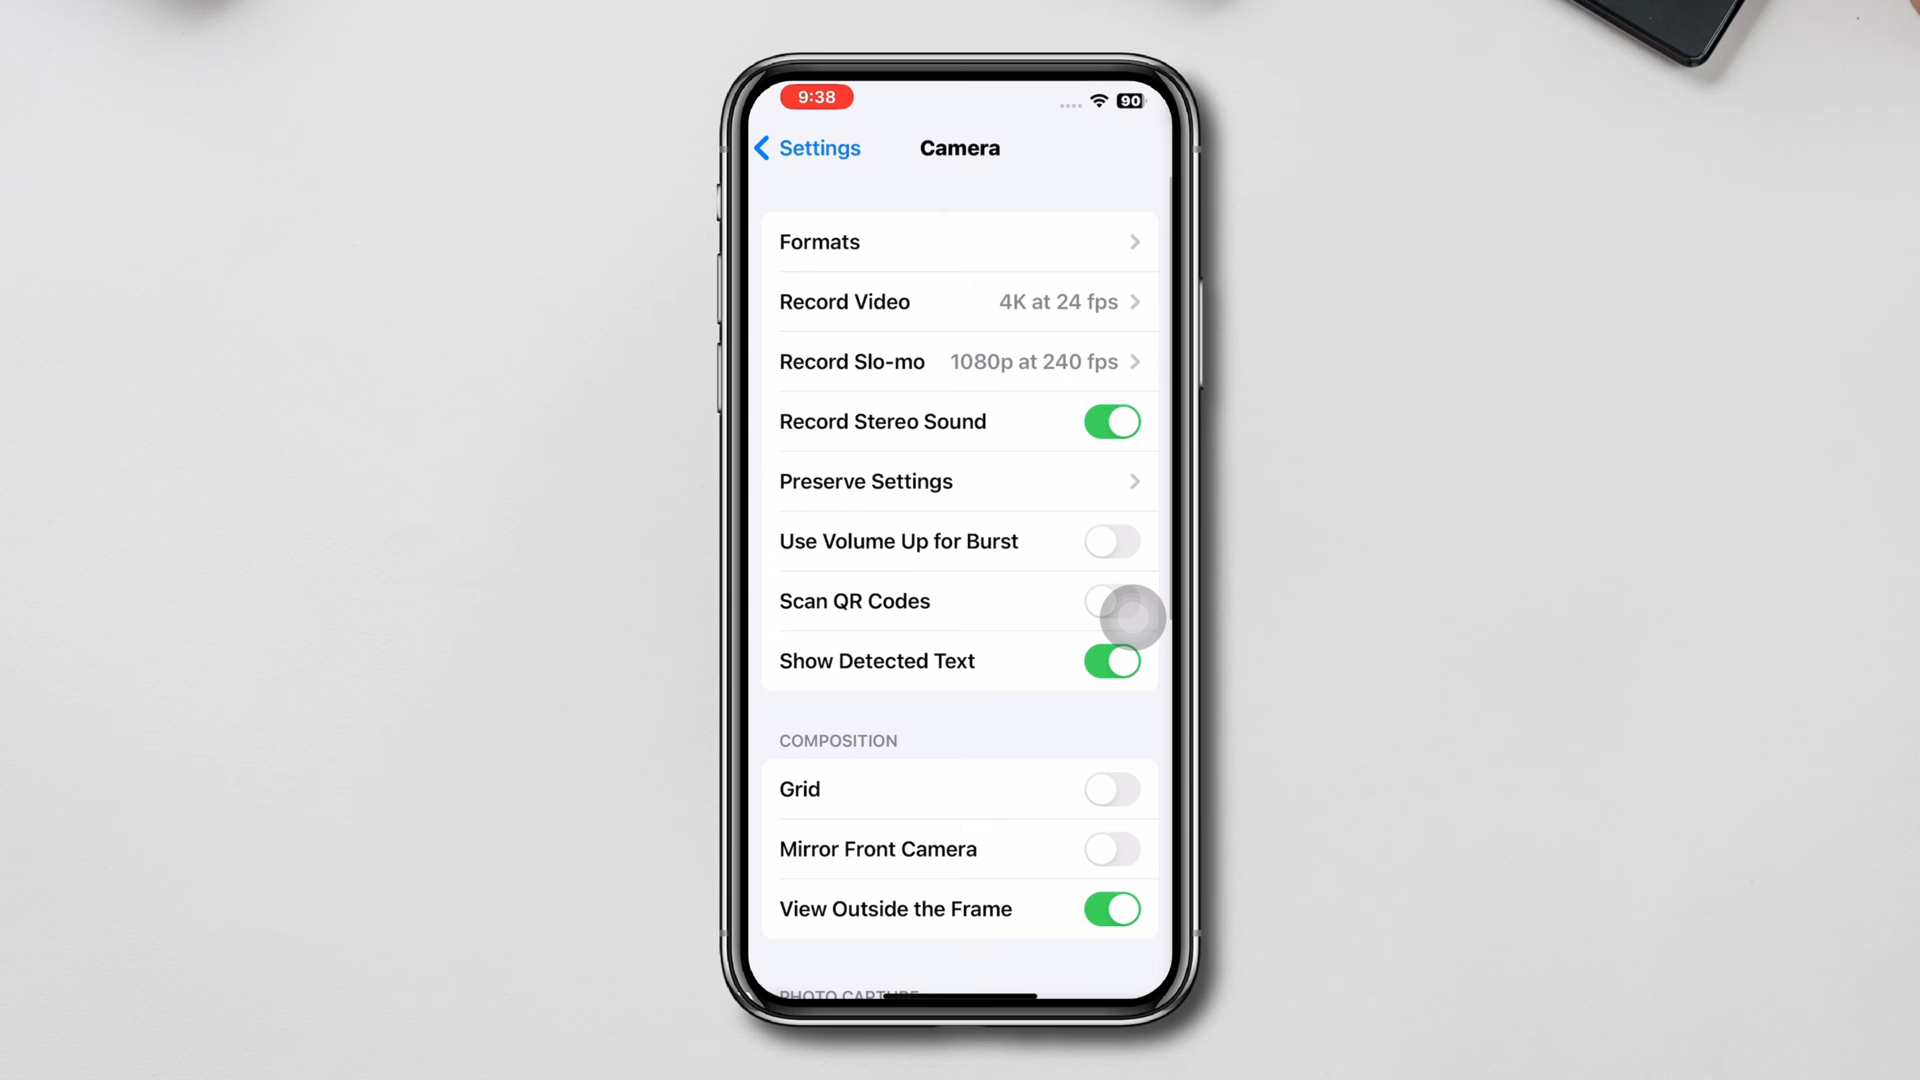 9:38
90
Settings
Camera
Formats
Record Video 4K at 24 fps
Record Slo-mo 1080p at 240 fps
Record Stereo Sound
Preserve Settings
Use Volume Up for Burst
Scan QR Codes
Show Detected Text
COMPOSITION
Grid
Mirror Front Camera
View Outside the Frame
PHOTO CAPTURE